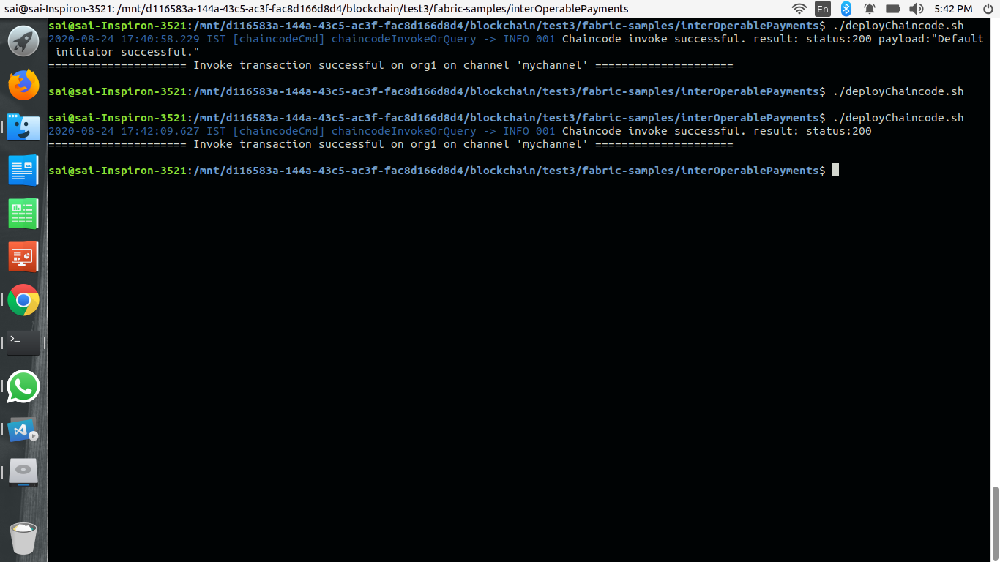 sai@sai-Inspiron-3521: /mnt/d116583a-144a-43c5-ac3f-fac8d166d8d4/blockchain/test3/fabric-samples/interOperablePayments
En
5:42 PM
sai@sai-Inspiron-3521:/mnt/d116583a-144a-43c5-ac3f-fac8d166d8d4/blockchain/test3/fabric-samples/interOperablePayments$ ./deployChaincode.sh
2020-08-24 17:40:58.229 IST [chaincodeCmd] chaincodeInvokeOrQuery -> INFO 001 Chaincode invoke successful. result: status:200 payload:"Default
initiator successful."
===================== Invoke transaction successful on org1 on channel 'mychannel' =====================
sai@sai-Inspiron-3521:/mnt/d116583a-144a-43c5-ac3f-fac8d166d8d4/blockchain/test3/fabric-samples/interOperablePayments$ ./deployChaincode.sh
sai@sai-Inspiron-3521:/mnt/d116583a-144a-43c5-ac3f-fac8d166d8d4/blockchain/test3/fabric-samples/interOperablePayments$ ./deployChaincode.sh
2020-08-24 17:42:09.627 IST [chaincodeCmd] chaincodeInvokeOrQuery -> INFO 001 Chaincode invoke successful. result: status:200
===================== Invoke transaction successful on org1 on channel 'mychannel' =====================
sai@sai-Inspiron-3521:/mnt/d116583a-144a-43c5-ac3f-fac8d166d8d4/blockchain/test3/fabric-samples/interOperablePayments$